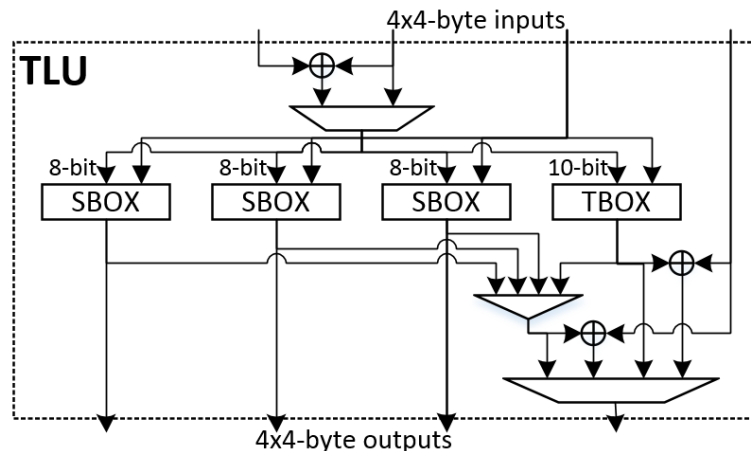 4x4-byte inputs
TLU
8-bit 8-bit 8-bit 10-bit
SBOX SBOX SBOX TBOX
4x4-byte outputs